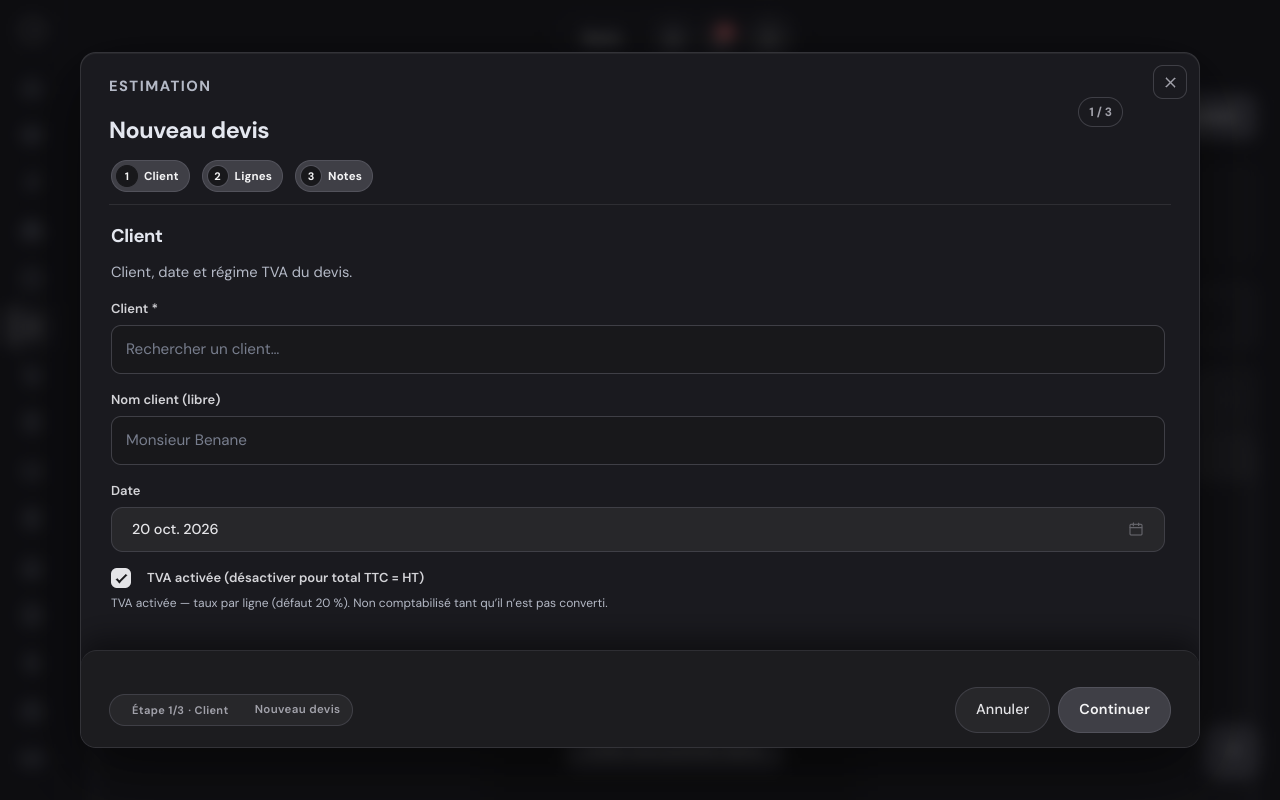 ESTIMATION
1 / 3
Nouveau devis
1 Client 2 Lignes 3 Notes
Client
Client, date et régime TVA du devis.
Client *
Rechercher un client…
Nom client (libre)
Monsieur Benane
Date
20 oct. 2026
TVA activée (désactiver pour total TTC = HT)
TVA activée — taux par ligne (défaut 20 %). Non comptabilisé tant qu’il n’est pas converti.
Étape 1/3 · Client Nouveau devis
Annuler Continuer